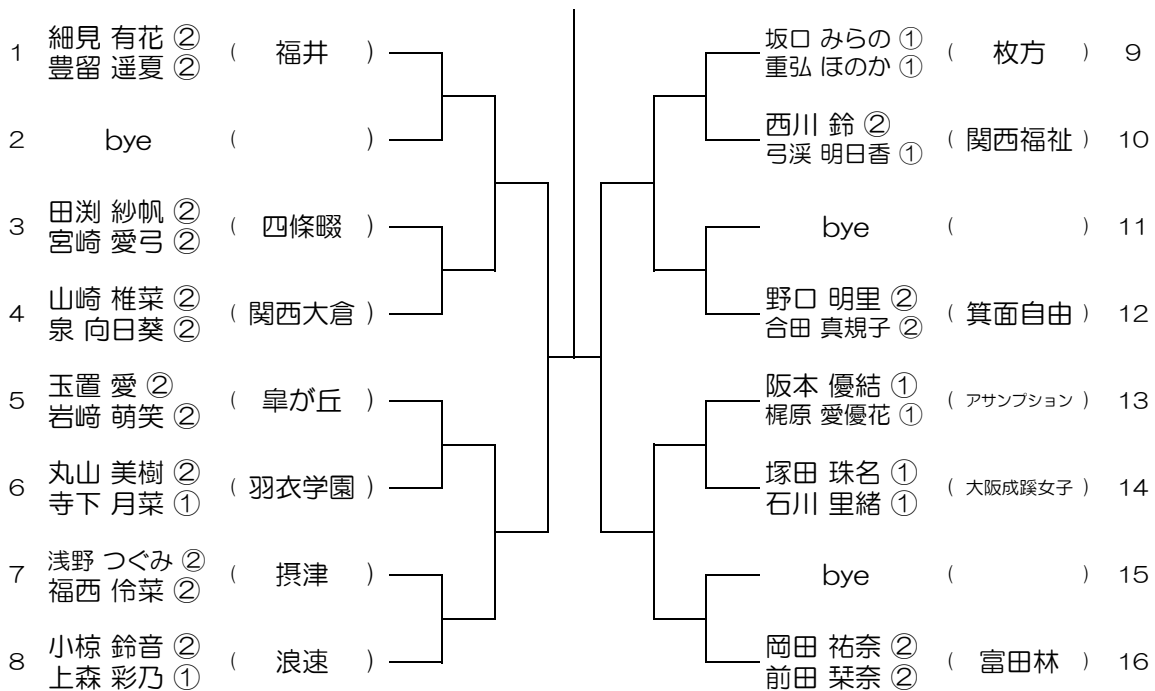 1 細見 有花 ② ( 福井 )
豊留 遥夏 ②
2 bye ( )
3 田渕 紗帆 ② ( 四條畷 )
宮崎 愛弓 ②
4 山崎 椎菜 ② ( 関西大倉 )
泉 向日葵 ②
5 玉置 愛 ② ( 皐が丘 )
岩﨑 萌笑 ②
6 丸山 美樹 ② ( 羽衣学園 )
寺下 月菜 ①
7 浅野 つぐみ ② ( 摂津 )
福西 伶菜 ②
8 小椋 鈴音 ② ( 浪速 )
上森 彩乃 ①
坂口 みらの ① ( 枚方 ) 9
重弘 ほのか ①
西川 鈴 ② ( 関西福祉 ) 10
弓渓 明日香 ①
bye ( ) 11
野口 明里 ② ( 箕面自由 ) 12
合田 真規子 ②
阪本 優結 ① ( アサンプション ) 13
梶原 愛優花 ①
塚田 珠名 ① ( 大阪成蹊女子 ) 14
石川 里緒 ①
bye ( ) 15
岡田 祐奈 ② ( 富田林 ) 16
前田 栞奈 ②